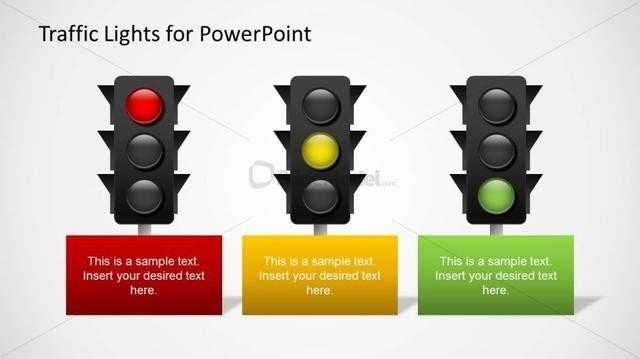 Traffic Lights for PowerPoint
This is a sample text.
Insert your desired text
here.
This is a sample text.
Insert your desired text
here.
This is a sample text.
Insert your desired text
here.